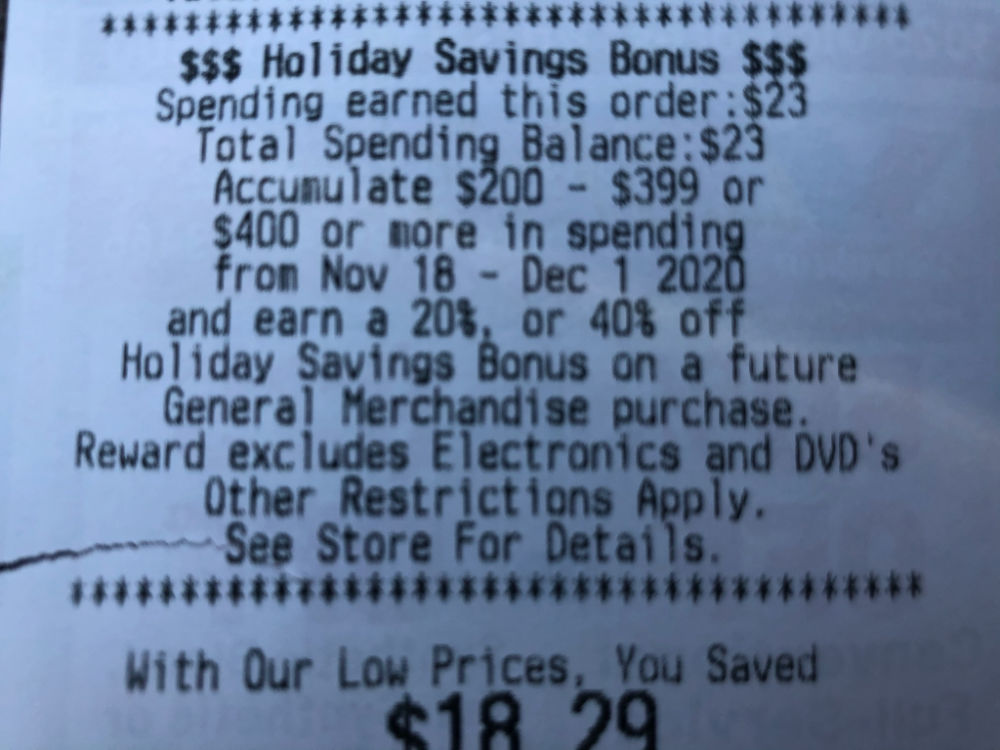 ****************************************
$$$ Holiday Savings Bonus $$$
Spending earned this order:$23
Total Spending Balance:$23
Accumulate $200 - $399 or
$400 or more in spending
from Nov 18 - Dec 1 2020
and earn a 20%, or 40% off
Holiday Savings Bonus on a future
General Merchandise purchase.
Reward excludes Electronics and DVD's
Other Restrictions Apply.
See Store For Details.
****************************************
With Our Low Prices, You Saved
$18.29